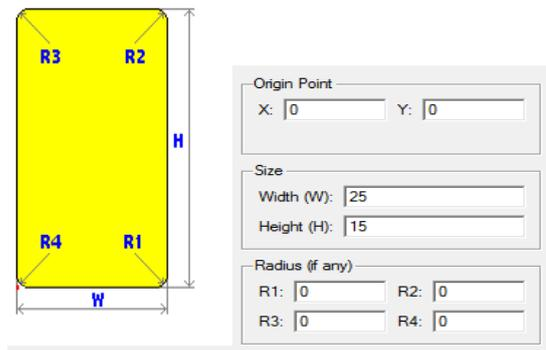 R3 R2
H
R4 R1
W
Origin Point
X: 0 Y: 0
Size
Width (W): 25
Height (H): 15
Radius (if any)
R1: 0 R2: 0
R3: 0 R4: 0